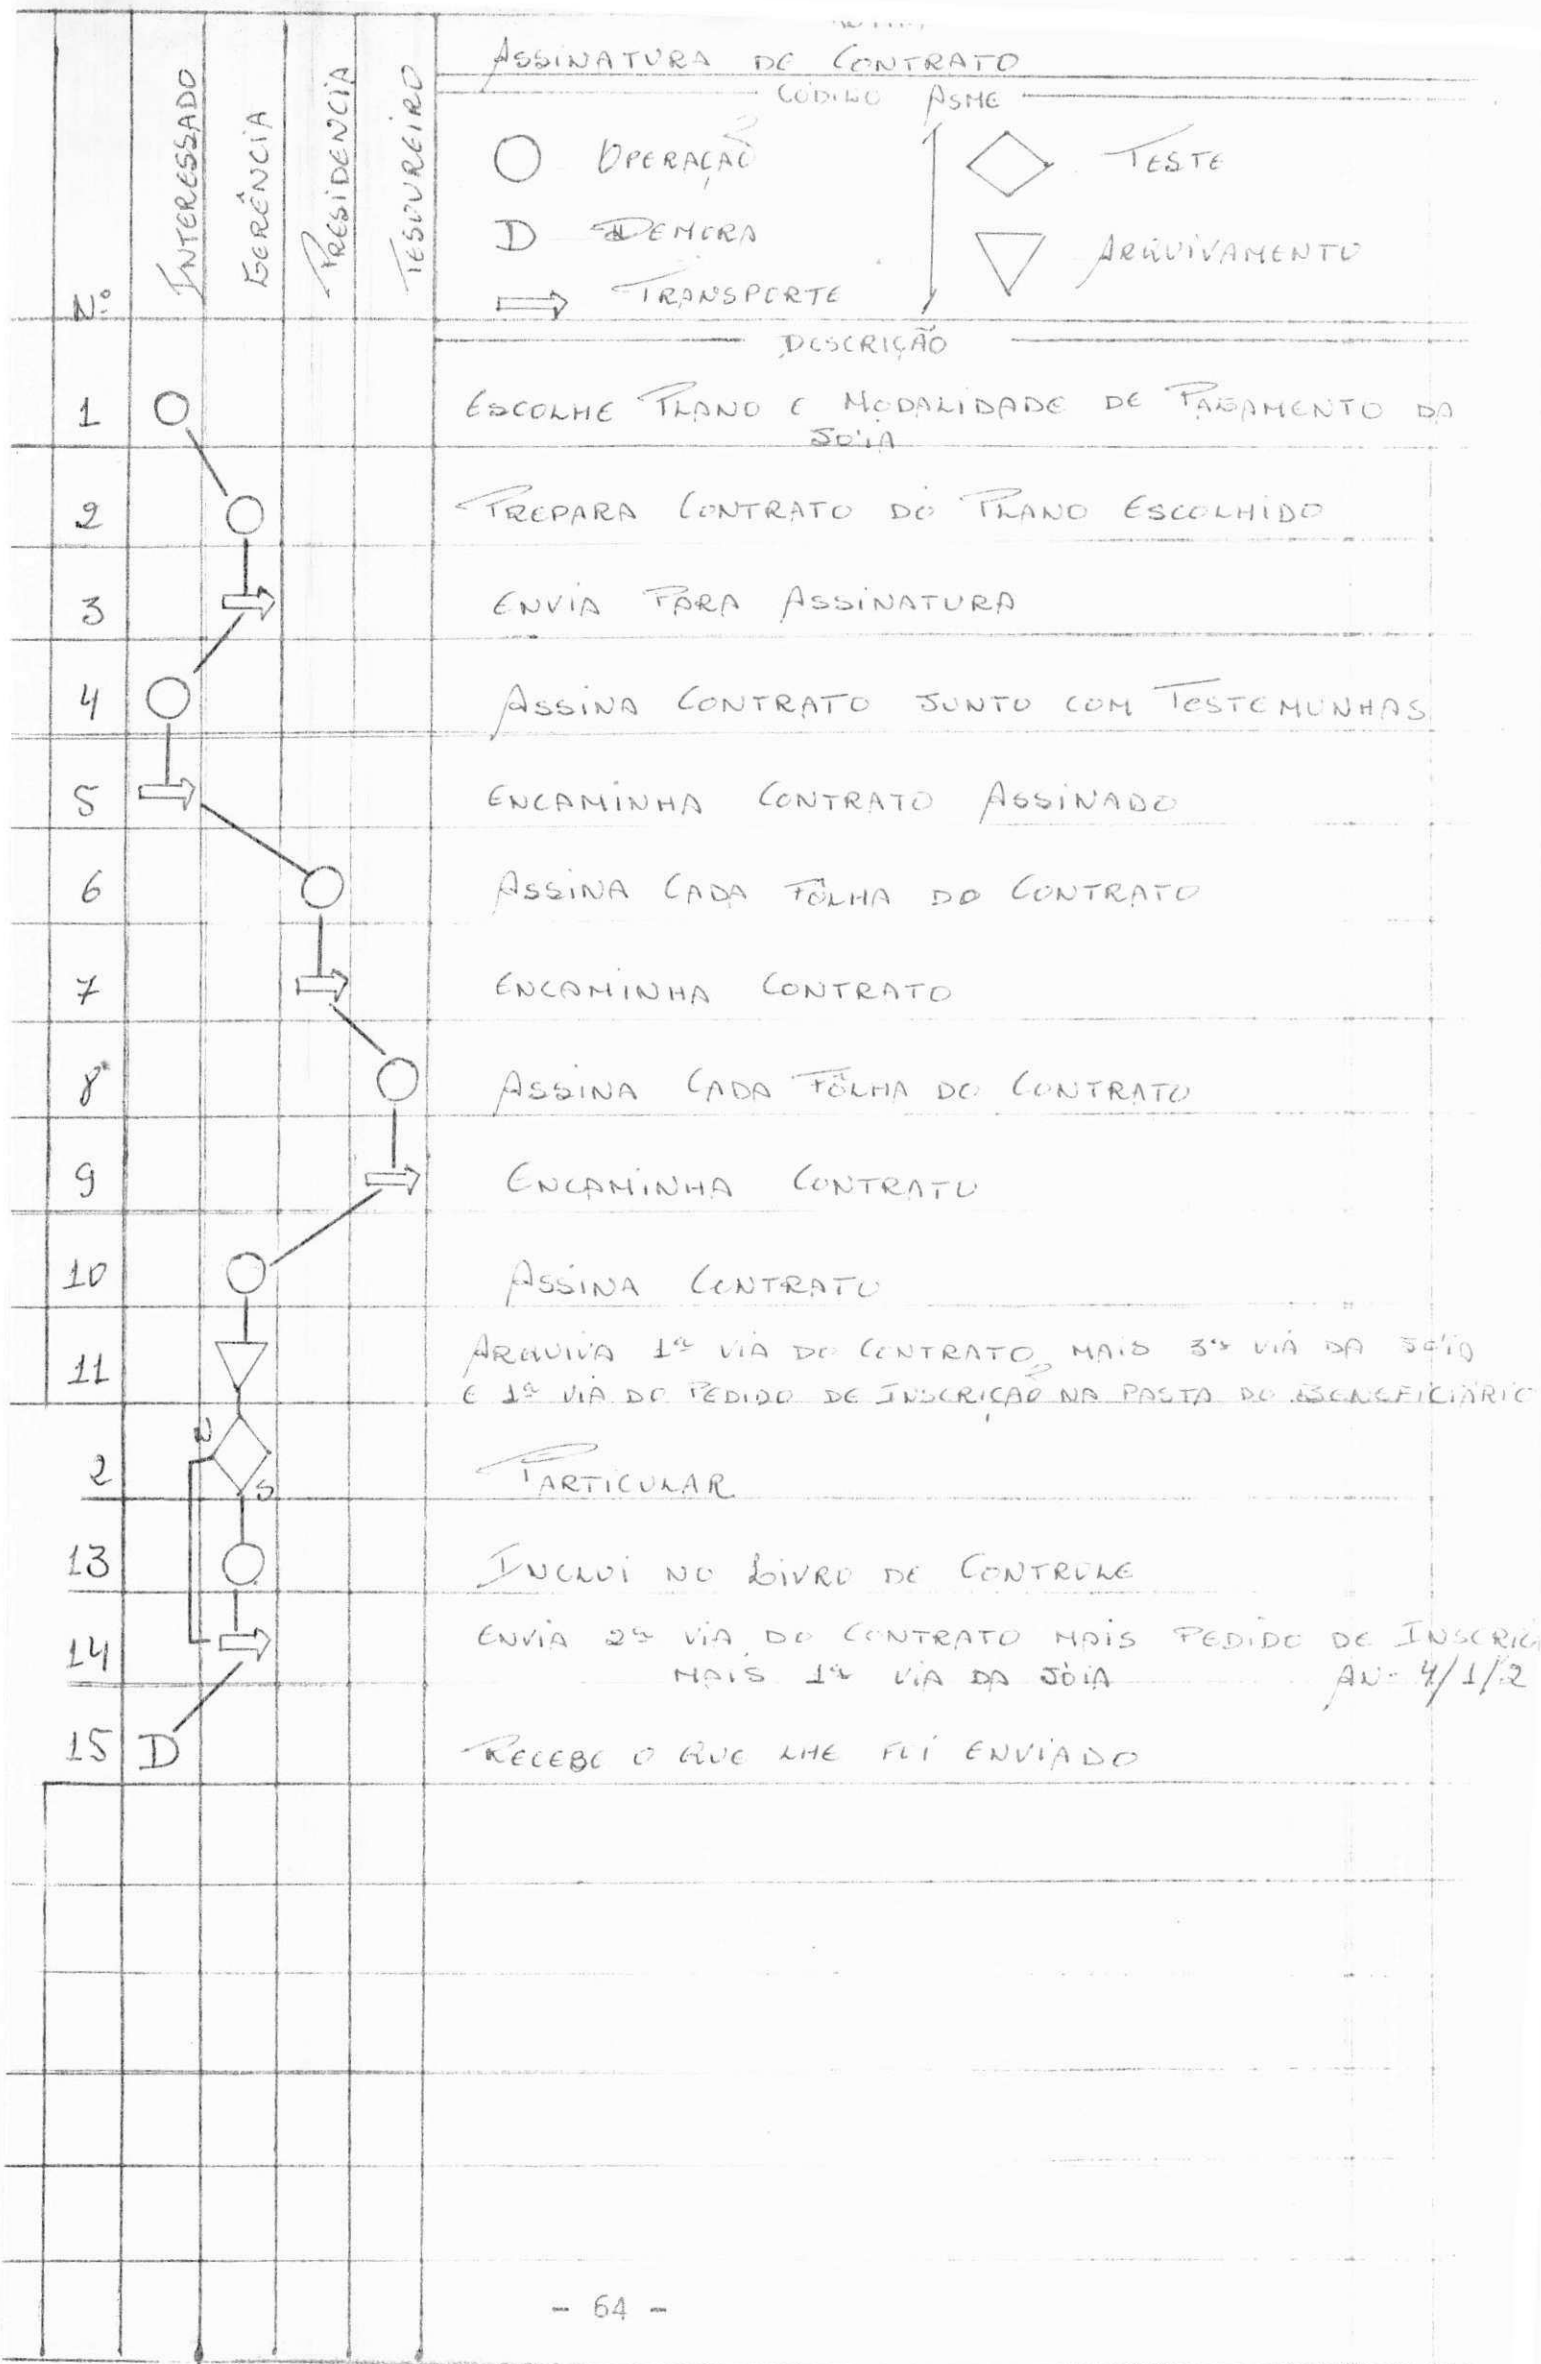 ASSINATURA DE CONTRATO
CÓDIGO ASME
Nº
INTERESSADO
GERÊNCIA
PRESIDENCIA
TESOUREIRO
OPERAÇÃO
TESTE
D DEMORA
ARQUIVAMENTO
TRANSPORTE
DESCRIÇÃO
1 ESCOLHE PLANO E MODALIDADE DE PAGAMENTO DA
JÓIA
2 PREPARA CONTRATO DO PLANO ESCOLHIDO
3 ENVIA PARA ASSINATURA
4 ASSINA CONTRATO JUNTO COM TESTEMUNHAS
5 ENCAMINHA CONTRATO ASSINADO
6 ASSINA CADA FÔLHA DO CONTRATO
7 ENCAMINHA CONTRATO
8 ASSINA CADA FÔLHA DO CONTRATO
9 ENCAMINHA CONTRATO
10 ASSINA CONTRATO
11 ARQUIVA 1ª VIA DO CONTRATO, MAIS 3ª VIA DA JÓIA
E 1ª VIA DO PEDIDO DE INSCRIÇÃO NA PASTA DO BENEFICIÁRIO
N
2 PARTICULAR
S
13 INCLUI NO LIVRO DE CONTROLE
14 ENVIA 2ª VIA DO CONTRATO MAIS PEDIDO DE INSCRIÇ
MAIS 1ª VIA DA JÓIA AN- 4/1/2
15 D RECEBE O QUE LHE FOI ENVIADO
- 64 -